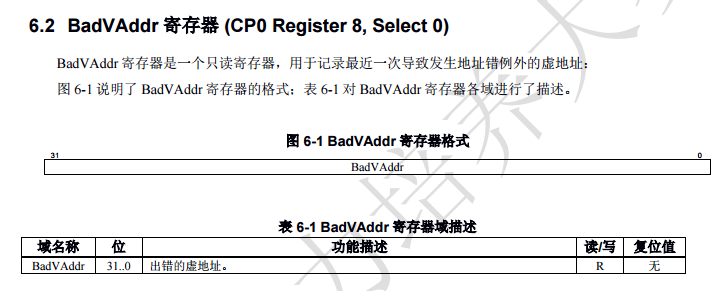 6.2 BadVAddr 寄存器 (CP0 Register 8, Select 0)
BadVAddr 寄存器是一个只读寄存器，用于记录最近一次导致发生地址错例外的虚地址：
图 6-1 说明了 BadVAddr 寄存器的格式；表 6-1 对 BadVAddr 寄存器各域进行了描述。
图 6-1 BadVAddr 寄存器格式
31 0
BadVAddr
表 6-1 BadVAddr 寄存器域描述
域名称 位 功能描述 读/写 复位值
BadVAddr 31..0 出错的虚地址。 R 无
力培养大